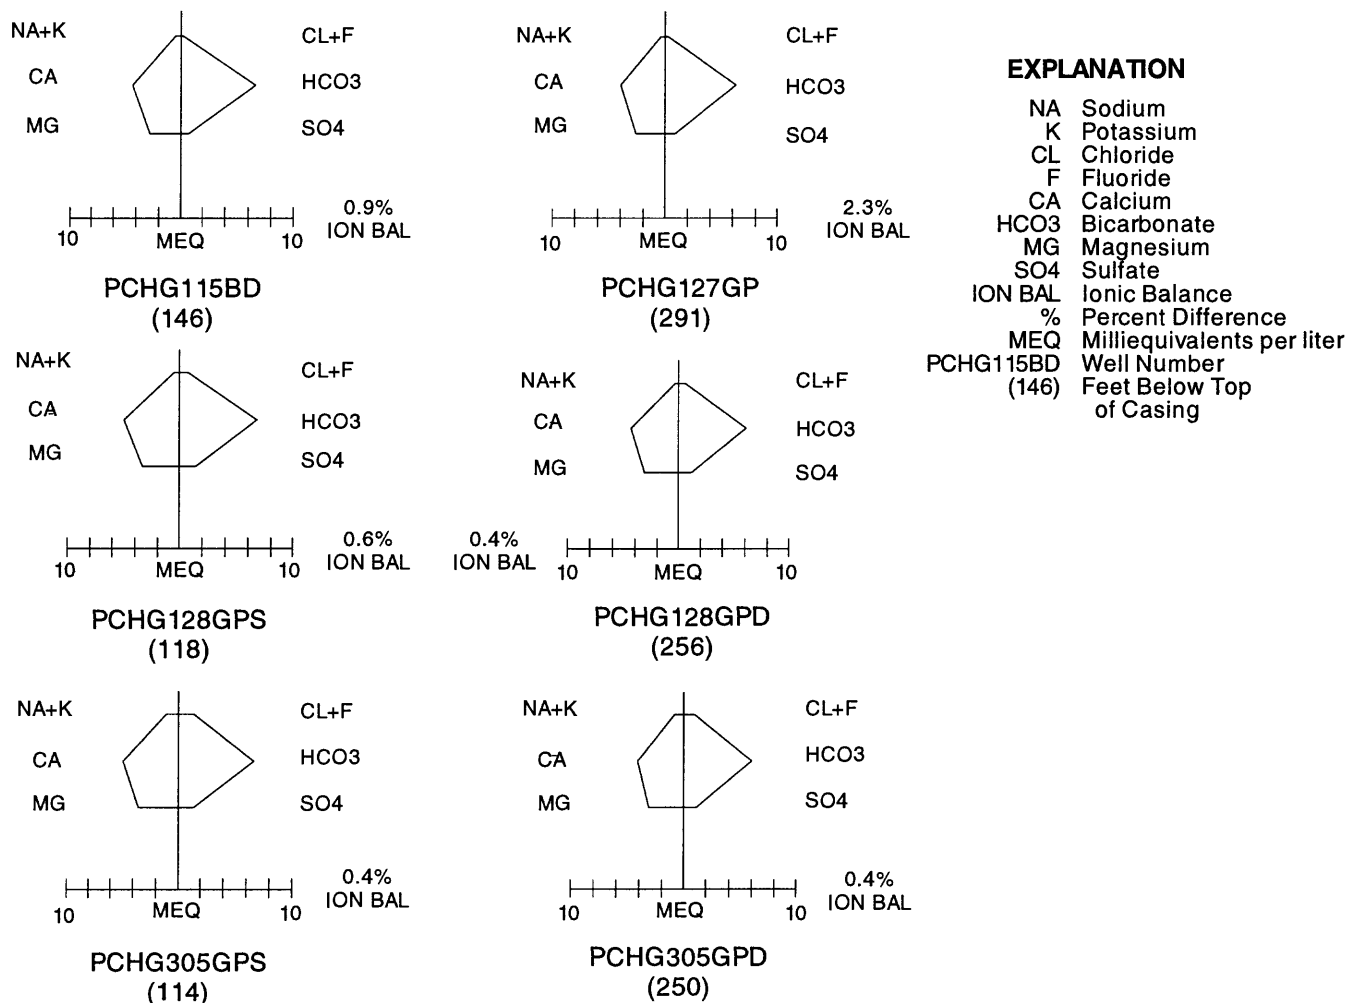 NA+K
CL+F
CA
HCO3
MG
SO4
0.9%
ION BAL
10
MEQ
10
PCHG115BD
(146)
NA+K
CL+F
CA
HCO3
MG
SO4
2.3%
ION BAL
10
MEQ
10
PCHG127GP
(291)
NA+K
CL+F
CA
HCO3
MG
SO4
0.6%
ION BAL
10
MEQ
10
PCHG128GPS
(118)
NA+K
CL+F
CA
HCO3
MG
SO4
0.4%
ION BAL
10
MEQ
10
PCHG128GPD
(256)
NA+K
CL+F
CA
HCO3
MG
SO4
0.4%
ION BAL
10
MEQ
10
PCHG305GPS
(114)
NA+K
CL+F
CA
HCO3
MG
SO4
0.4%
ION BAL
10
MEQ
10
PCHG305GPD
(250)
EXPLANATION
NA Sodium
K Potassium
CL Chloride
F Fluoride
CA Calcium
HCO3 Bicarbonate
MG Magnesium
SO4 Sulfate
ION BAL Ionic Balance
% Percent Difference
MEQ Milliequivalents per liter
PCHG115BD Well Number
(146) Feet Below Top
of Casing